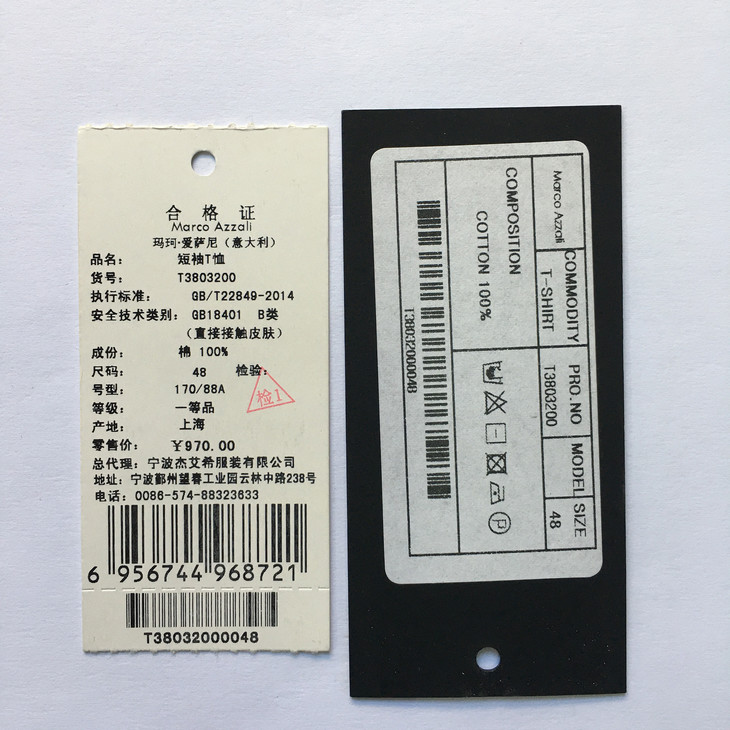 合格证
Marco Azzali
玛珂·爱萨尼（意大利）
品名： 短袖T恤
货号： T3803200
执行标准： GB/T22849-2014
安全技术类别： GB18401 B类
（直接接触皮肤）
成份： 棉 100%
尺码： 48 检验：
号型： 170/88A
检1
等级： 一等品
产地： 上海
零售价： ￥970.00
总代理：宁波杰艾希服装有限公司
地址：宁波鄞州望春工业园云林中路238号
电话：0086-574-88323633
6 956744 968721
T38032000048
Marco Azzali
COMMODITY
T-SHIRT
PRO.NO
T3803200
MODEL SIZE
48
COMPOSITION
COTTON 100%
P
T38032000048